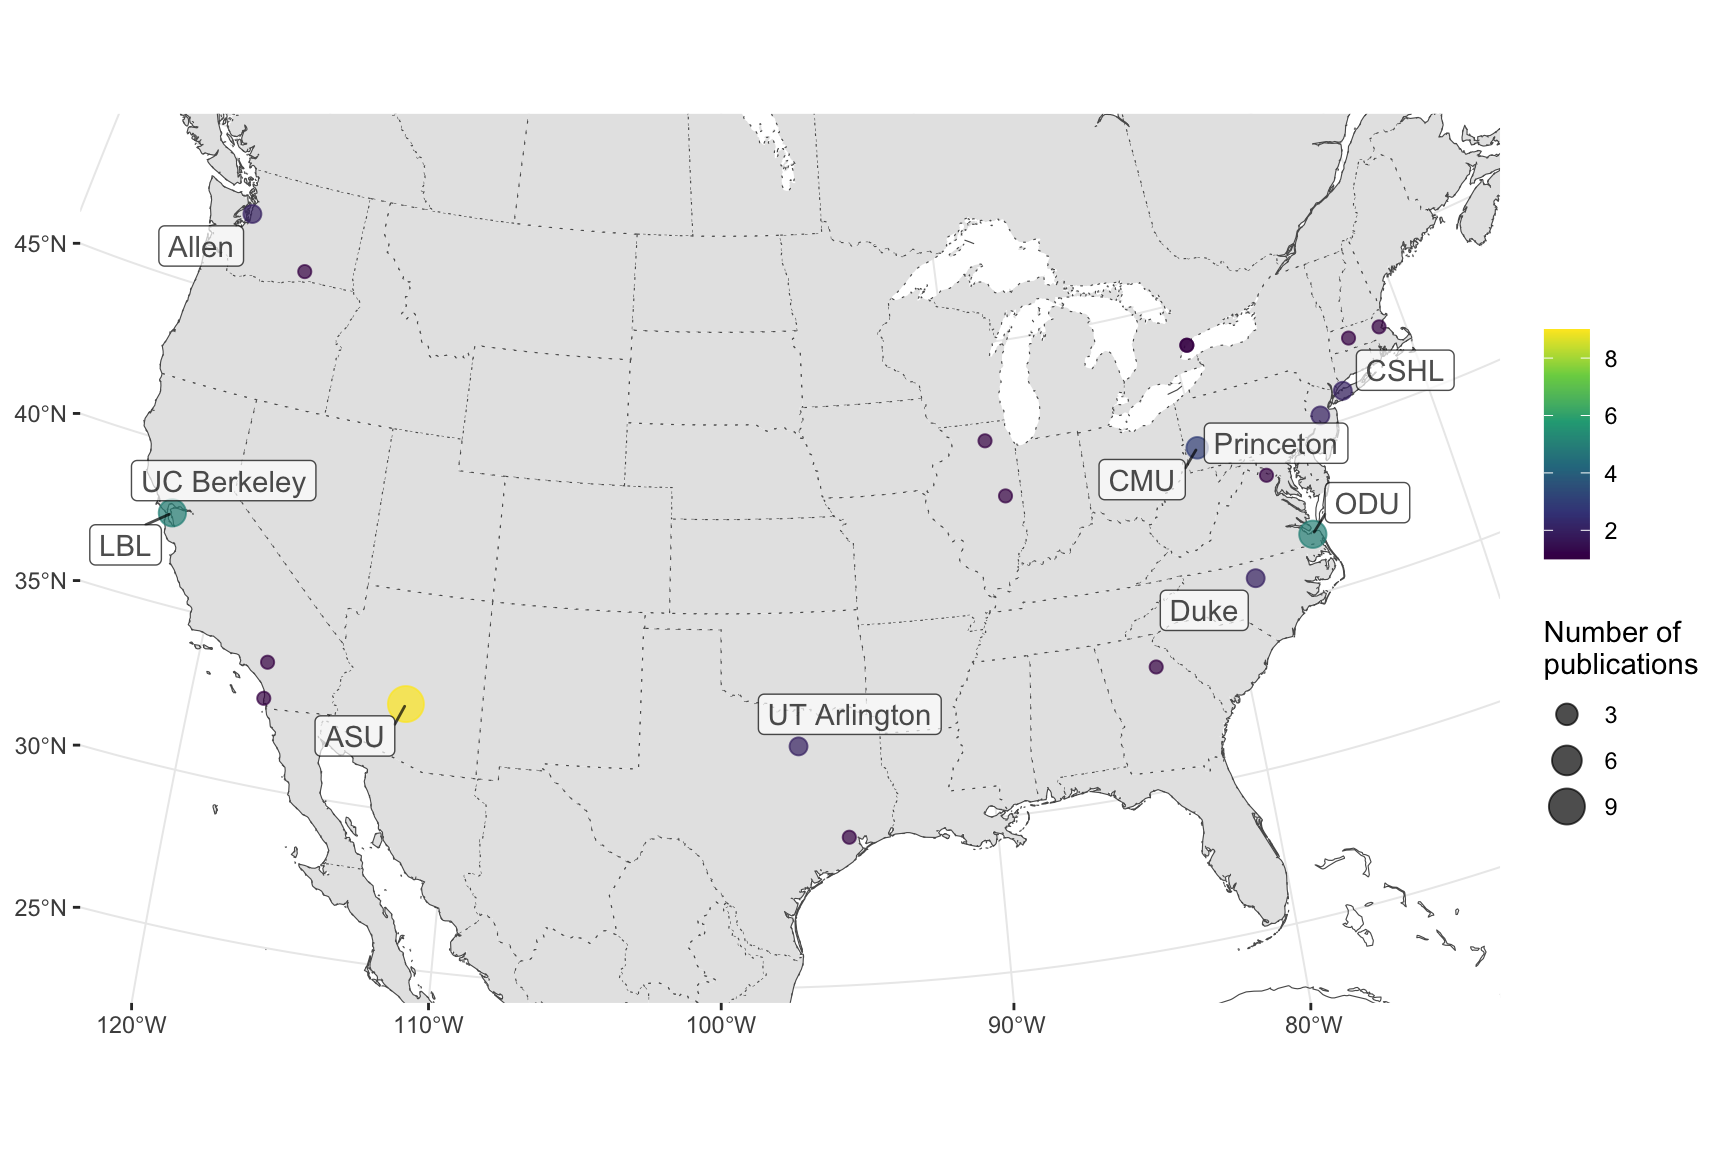 45°N
40°N
35°N
30°N
25°N
120°W
110°W
100°W
90°W
80°W
Allen
UC Berkeley
LBL
ASU
UT Arlington
CSHL
Princeton
CMU
ODU
Duke
8
6
4
2
Number of
publications
3
6
9